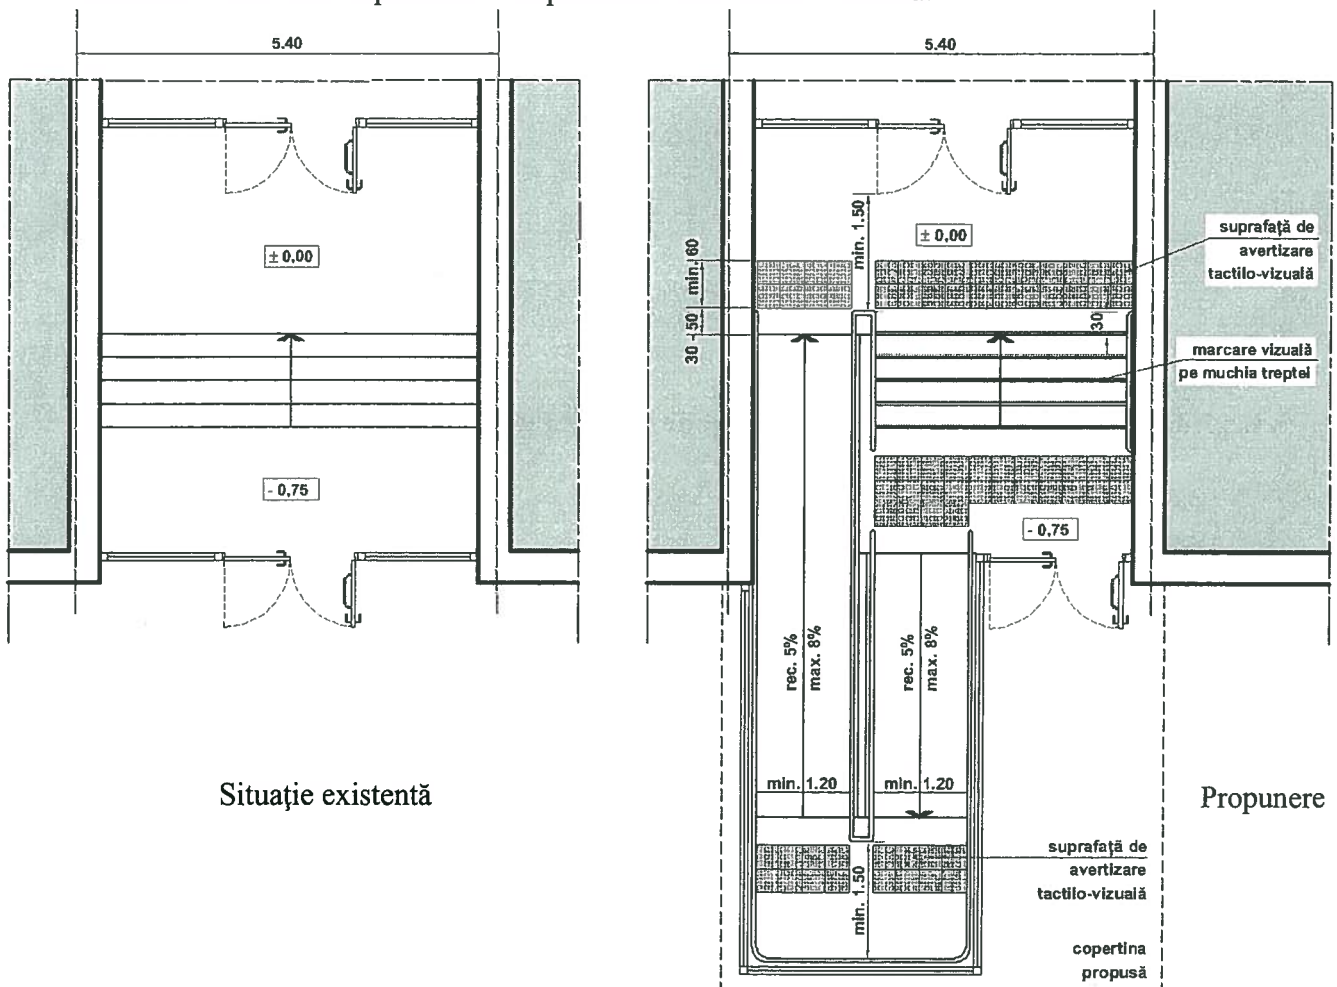 5.40
± 0,00
- 0,75
Situaţie existentă
5.40
min. 1.50
± 0,00
min. 60
30 - 50
30
suprafaţă de
avertizare
tactilo-vizuală
marcare vizuală
pe muchia treptei
- 0,75
rec. 5%
max. 8%
rec. 5%
max. 8%
min. 1.20
min. 1.20
Propunere
min. 1.50
suprafaţă de
avertizare
tactilo-vizuală
copertina
propusă